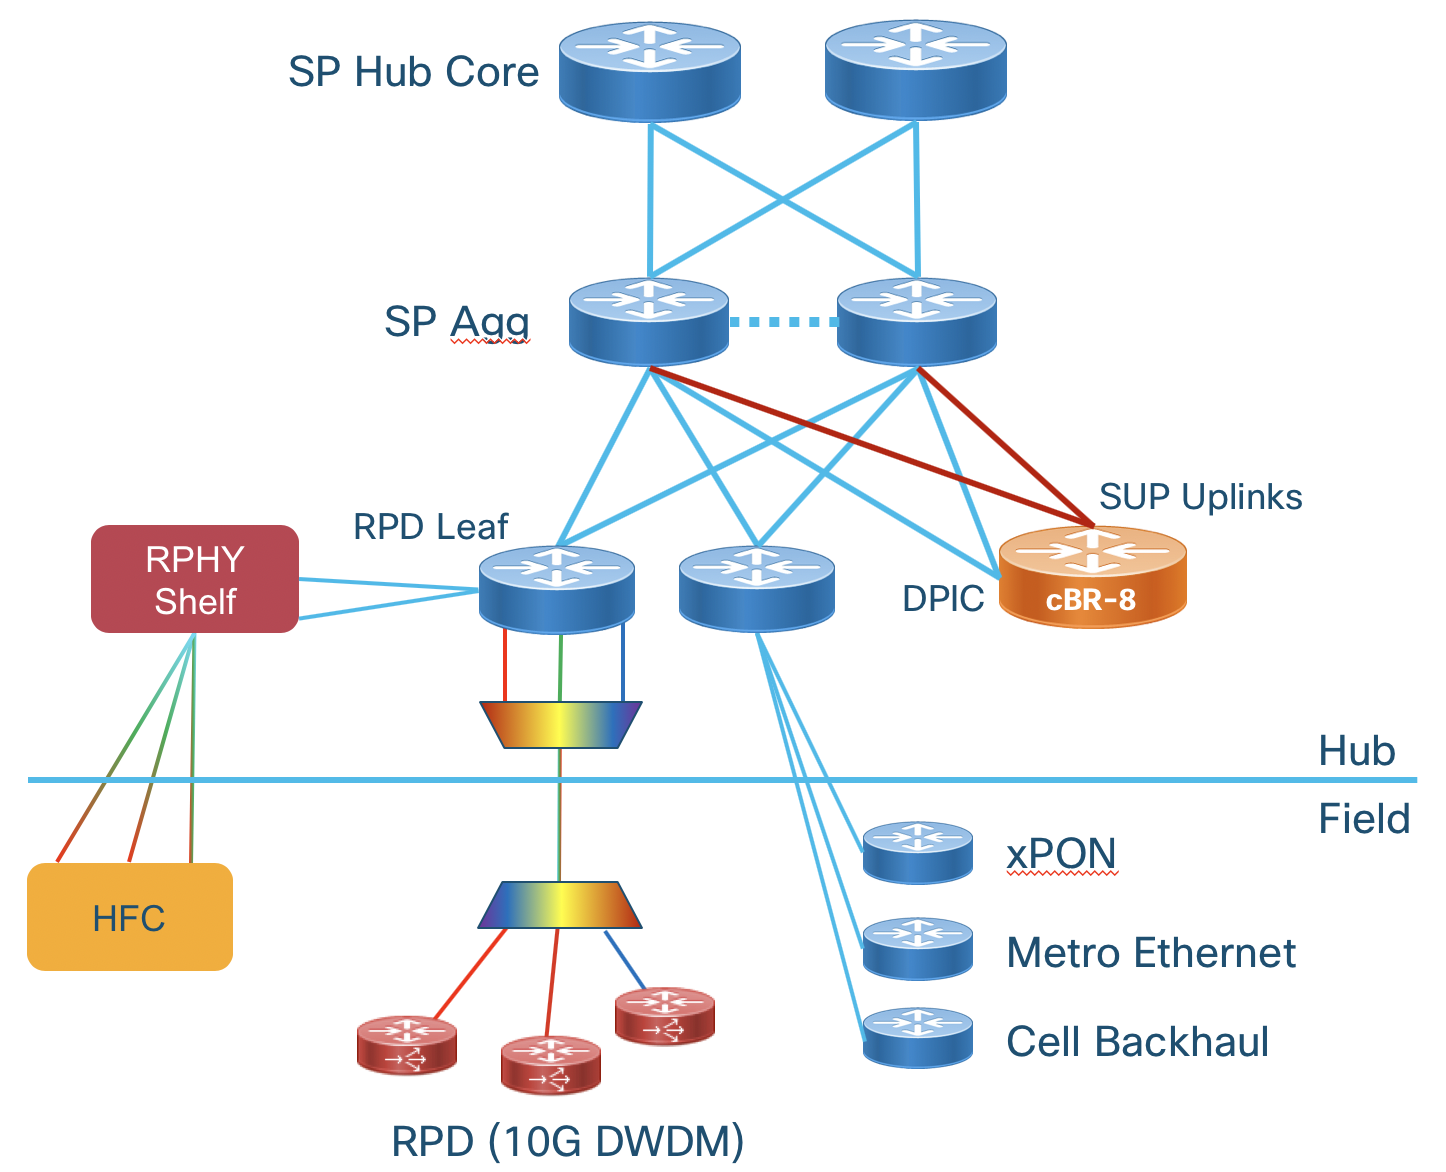 SP Hub Core
SP Agg
SUP Uplinks
RPD Leaf
RPHY
Shelf
DPIC
cBR-8
Hub
Field
xPON
HFC
Metro Ethernet
Cell Backhaul
RPD (10G DWDM)